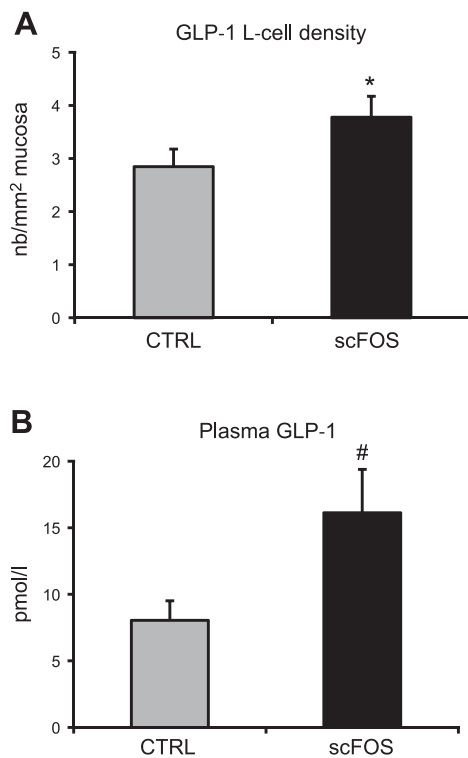 A
GLP-1 L-cell density
nb/mm² mucosa
5
4
3
2
1
0
*
CTRL
scFOS
B
Plasma GLP-1
pmol/l
20
15
10
5
0
#
CTRL
scFOS